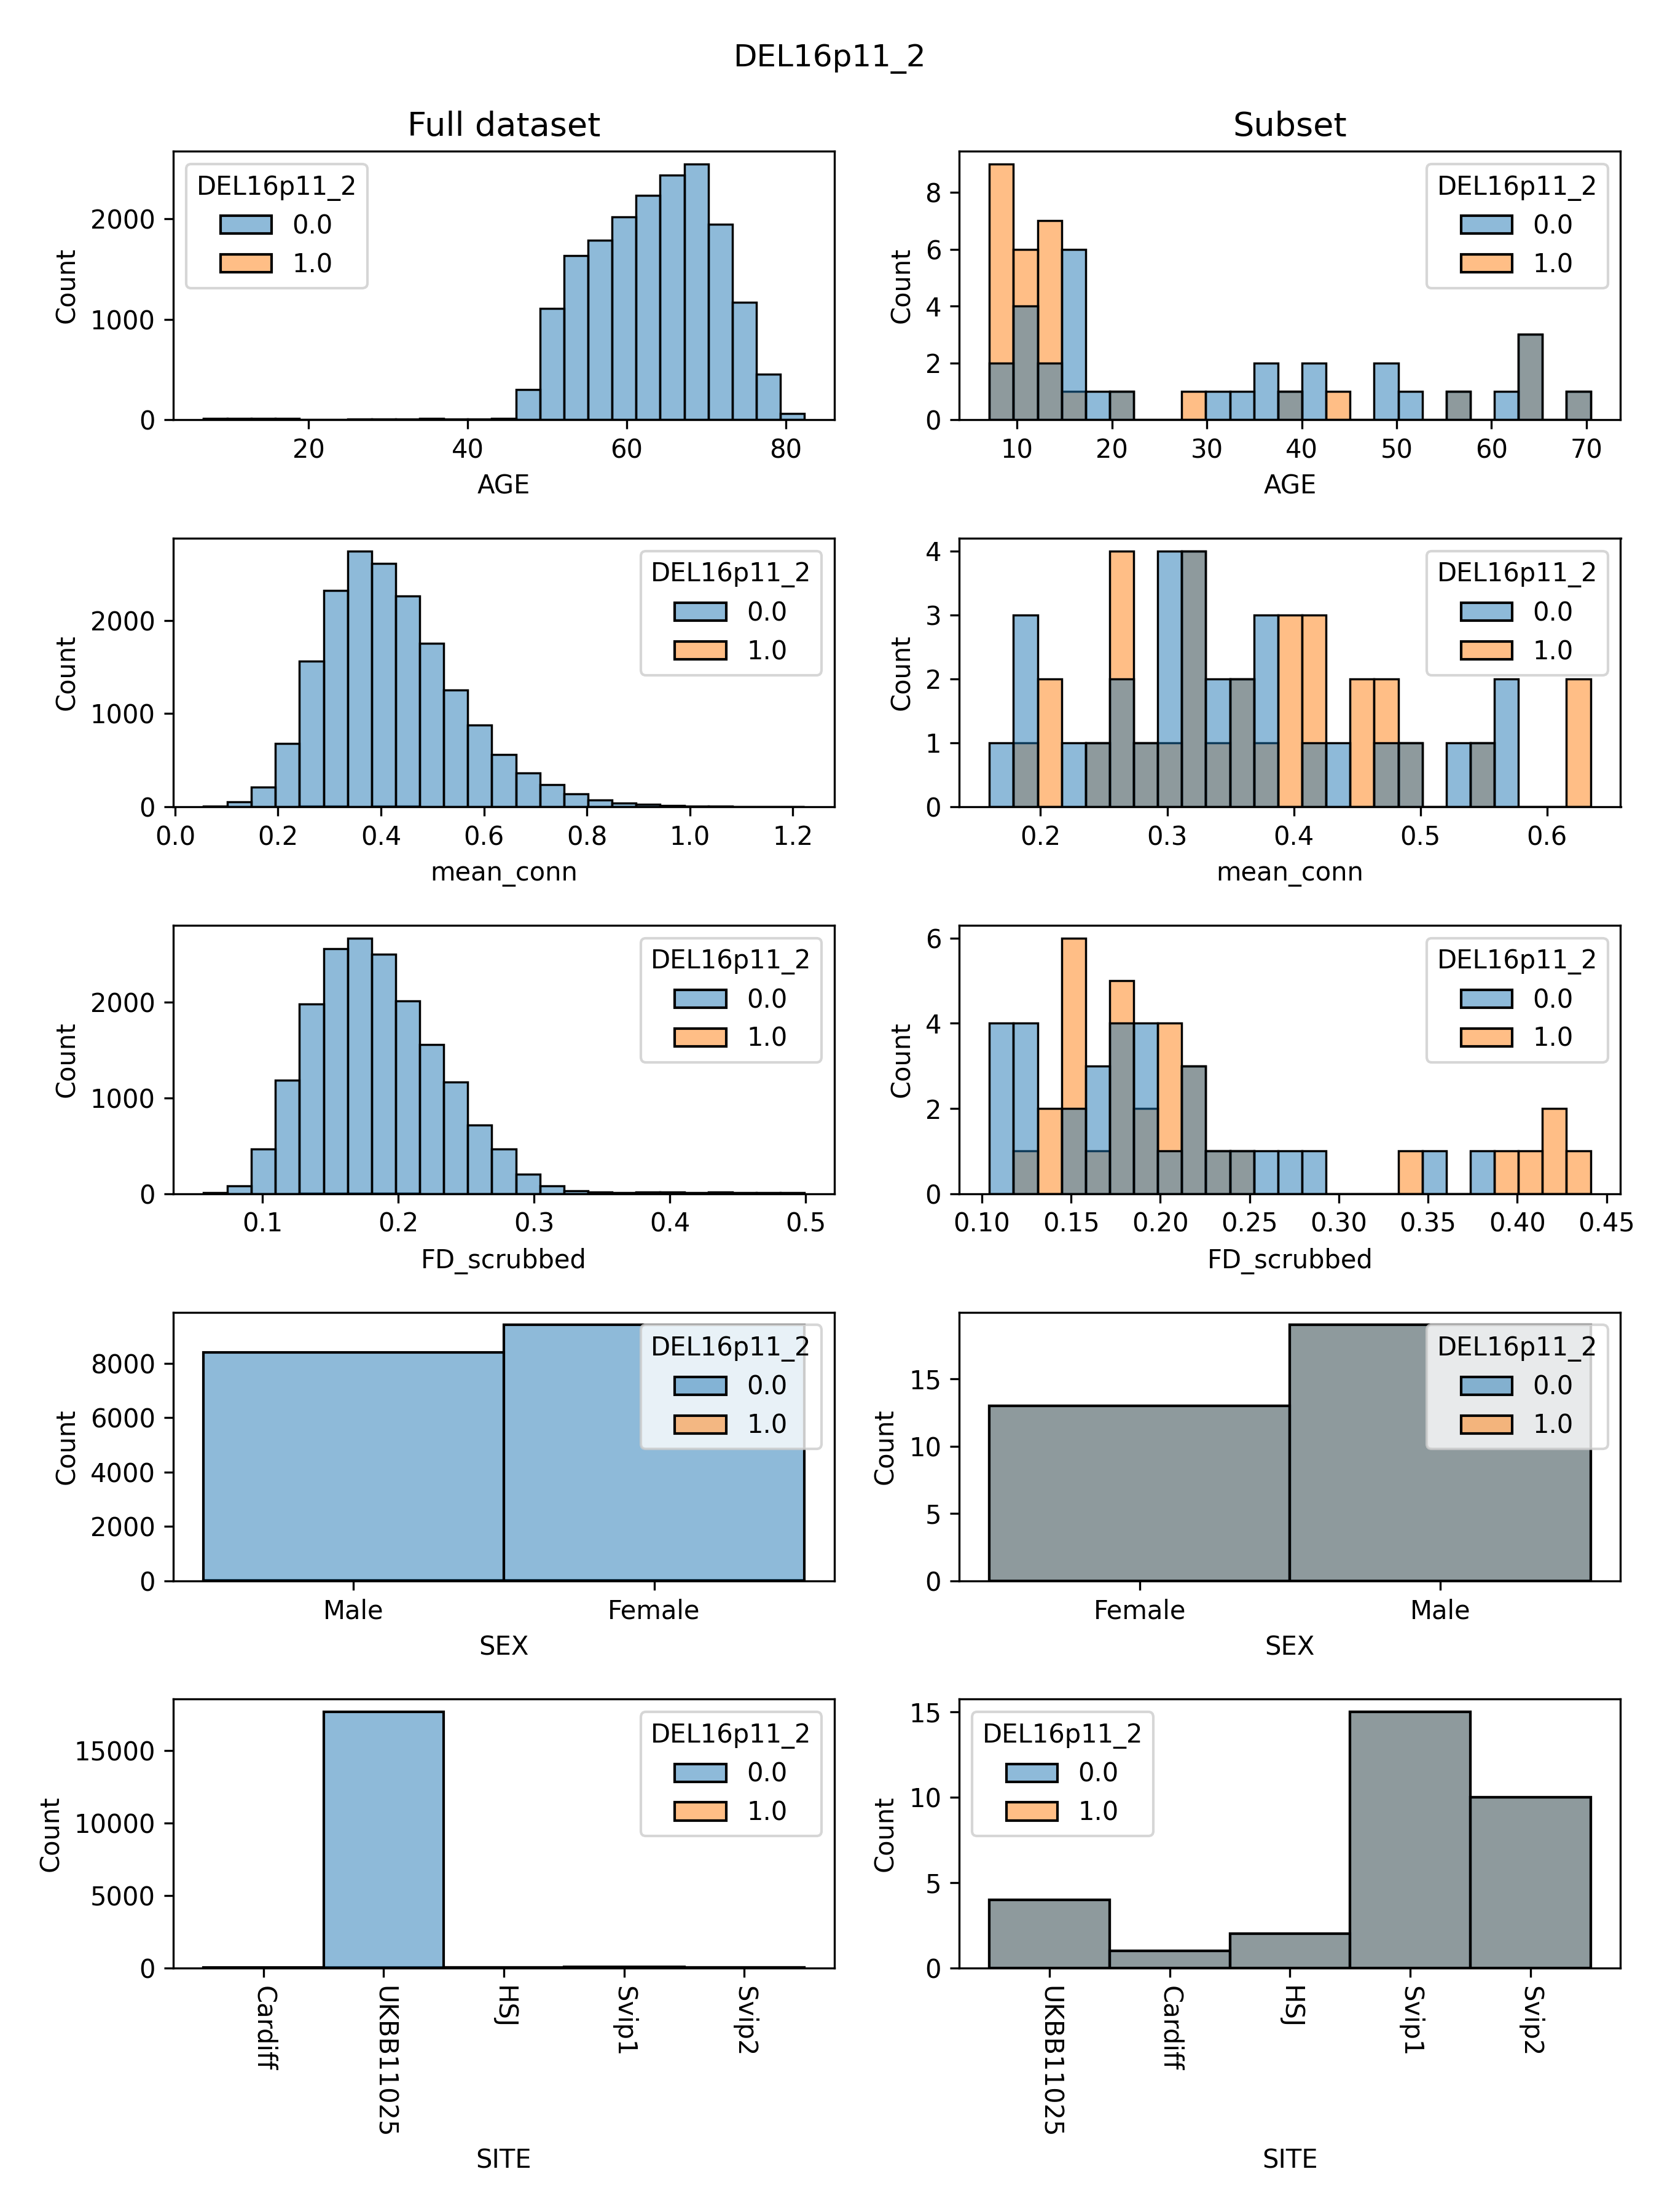 DEL16p11_2
Full dataset
Subset
DEL16p11_2
0.0
1.0
Count
0
1000
2000
20
40
60
80
AGE
DEL16p11_2
0.0
1.0
Count
0
2
4
6
8
10
20
30
40
50
60
70
AGE
DEL16p11_2
0.0
1.0
Count
0
1000
2000
0.0
0.2
0.4
0.6
0.8
1.0
1.2
mean_conn
DEL16p11_2
0.0
1.0
Count
0
1
2
3
4
0.2
0.3
0.4
0.5
0.6
mean_conn
DEL16p11_2
0.0
1.0
Count
0
1000
2000
0.1
0.2
0.3
0.4
0.5
FD_scrubbed
DEL16p11_2
0.0
1.0
Count
0
2
4
6
0.10
0.15
0.20
0.25
0.30
0.35
0.40
0.45
FD_scrubbed
DEL16p11_2
0.0
1.0
Count
0
2000
4000
6000
8000
Male
Female
SEX
DEL16p11_2
0.0
1.0
Count
0
5
10
15
Female
Male
SEX
DEL16p11_2
0.0
1.0
Count
0
5000
10000
15000
Cardiff
UKBB11025
HSJ
Svip1
Svip2
SITE
DEL16p11_2
0.0
1.0
Count
0
5
10
15
UKBB11025
Cardiff
HSJ
Svip1
Svip2
SITE